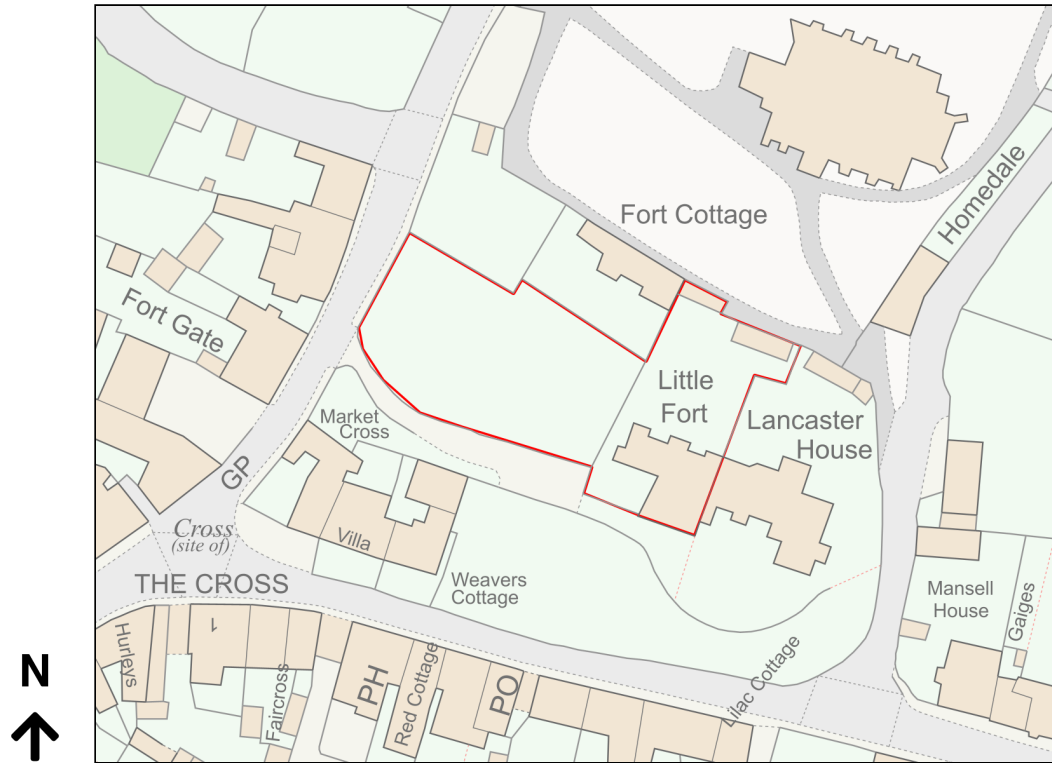 Fort Cottage
Homedale
Fort Gate
Little
Fort
Lancaster
House
Market
Cross
GP
Cross
(site of)
Villa
THE CROSS
Weavers
Cottage
Mansell
House
Gaiges
Hurleys
1
Faircross
PH
Red Cottage
PO
Lilac Cottage
N